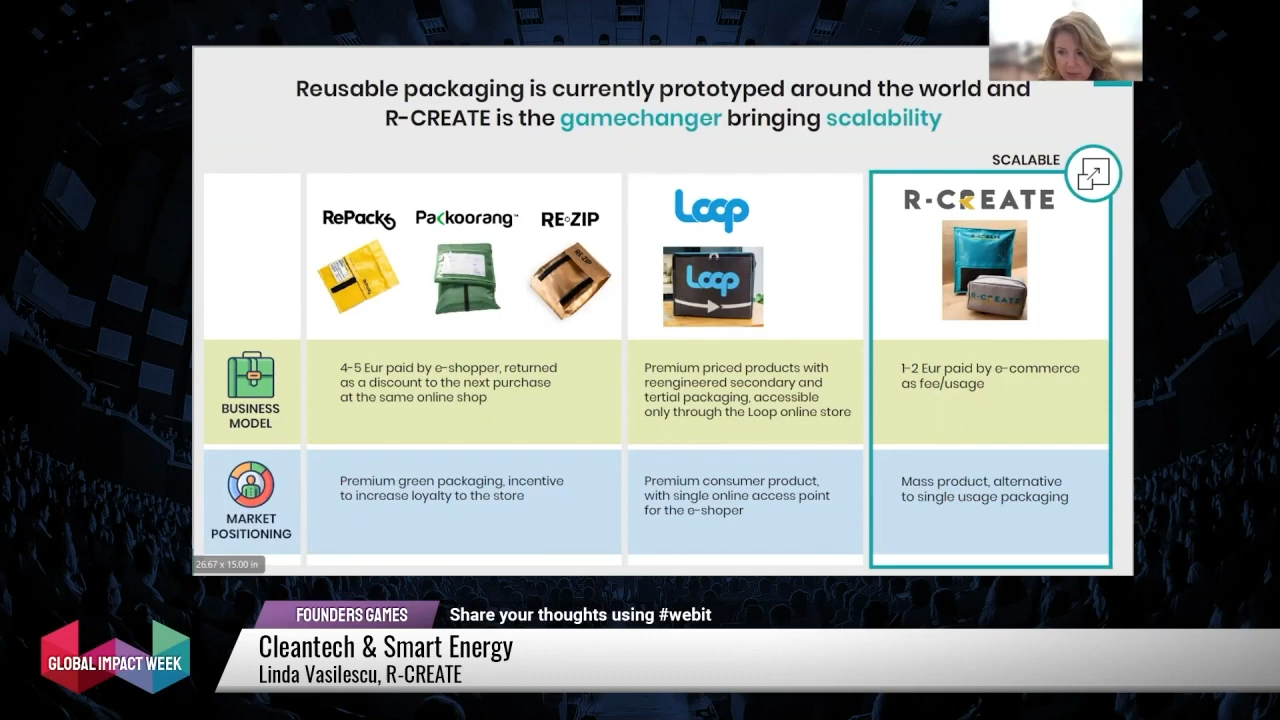 Reusable packaging is currently prototyped around the world and
R-CREATE is the gamechanger bringing scalability
SCALABLE
RePack
Packoorang™
RE-ZIP
Loop
R-CREATE
RE-ZIP
Loop
R-CREATE
BUSINESS
MODEL
4-5 Eur paid by e-shopper, returned
as a discount to the next purchase
at the same online shop
Premium priced products with
reengineered secondary and
tertial packaging, accessible
only through the Loop online store
1-2 Eur paid by e-commerce
as fee/usage
MARKET
POSITIONING
Premium green packaging, incentive
to increase loyalty to the store
Premium consumer product,
with single online access point
for the e-shoper
Mass product, alternative
to single usage packaging
26.67 x 15.00 in
FOUNDERS GAMES
Share your thoughts using #webit
GLOBAL IMPACT WEEK
Cleantech & Smart Energy
Linda Vasilescu, R-CREATE